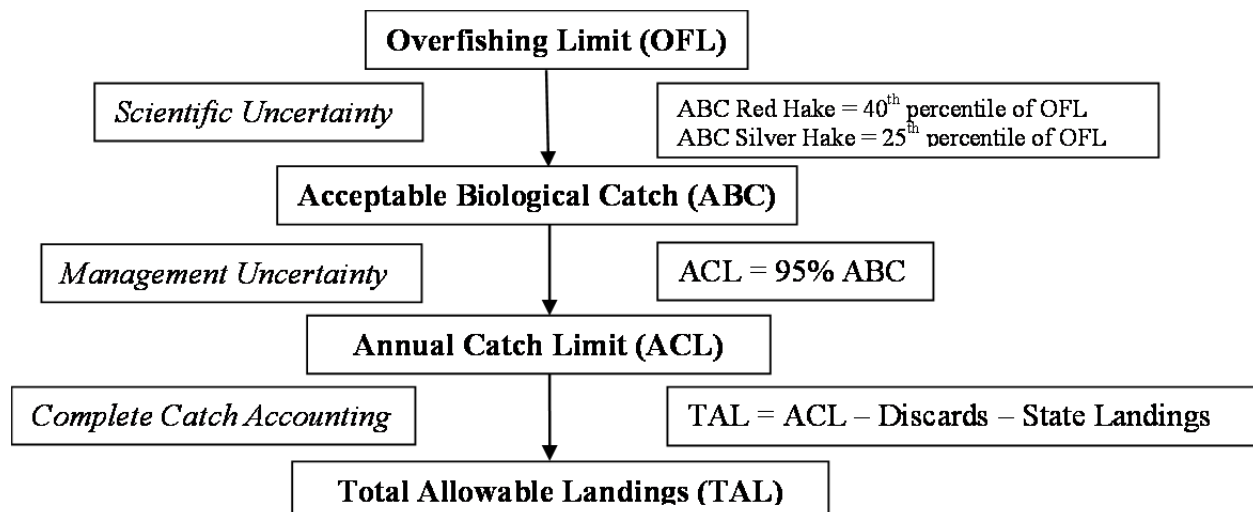 Overfishing Limit (OFL)
Scientific Uncertainty
ABC Red Hake = 40th percentile of OFL
ABC Silver Hake = 25th percentile of OFL
Acceptable Biological Catch (ABC)
Management Uncertainty
ACL = 95% ABC
Annual Catch Limit (ACL)
Complete Catch Accounting
TAL = ACL – Discards – State Landings
Total Allowable Landings (TAL)